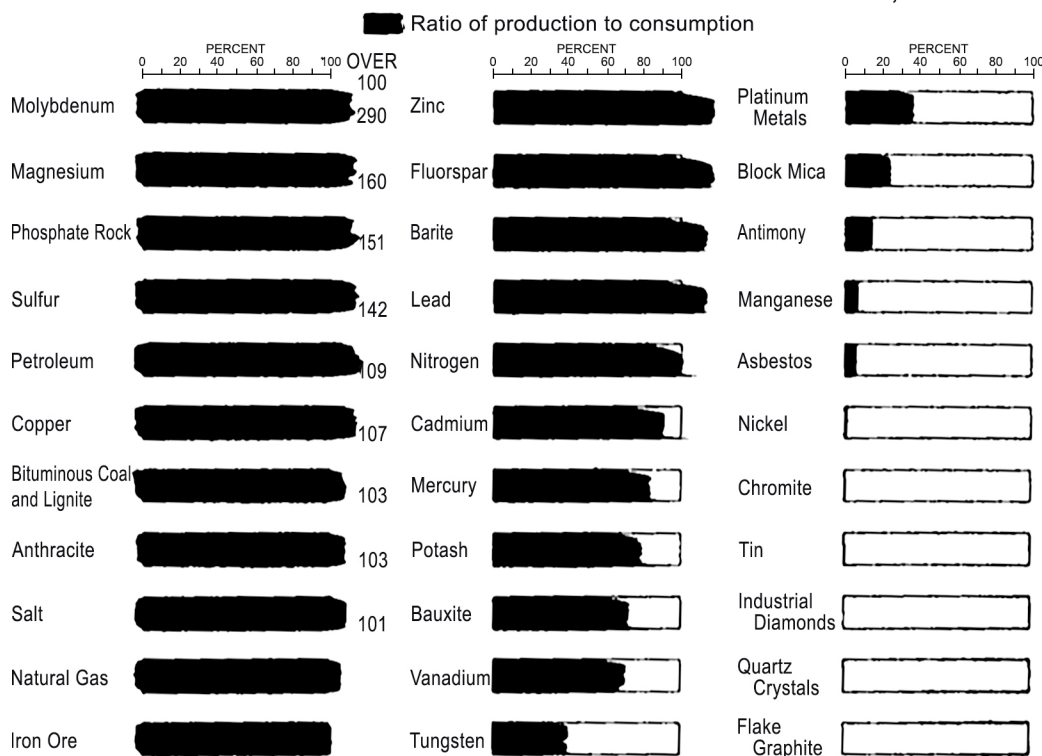 Ratio of production to consumption
PERCENT
0 20 40 60 80 100 OVER
100
Molybdenum 290
Magnesium 160
Phosphate Rock 151
Sulfur 142
Petroleum 109
Copper 107
Bituminous Coal
and Lignite 103
Anthracite 103
Salt 101
Natural Gas
Iron Ore
PERCENT
0 20 40 60 80 100
Zinc
Fluorspar
Barite
Lead
Nitrogen
Cadmium
Mercury
Potash
Bauxite
Vanadium
Tungsten
PERCENT
0 20 40 60 80 100
Platinum
Metals
Block Mica
Antimony
Manganese
Asbestos
Nickel
Chromite
Tin
Industrial
Diamonds
Quartz
Crystals
Flake
Graphite